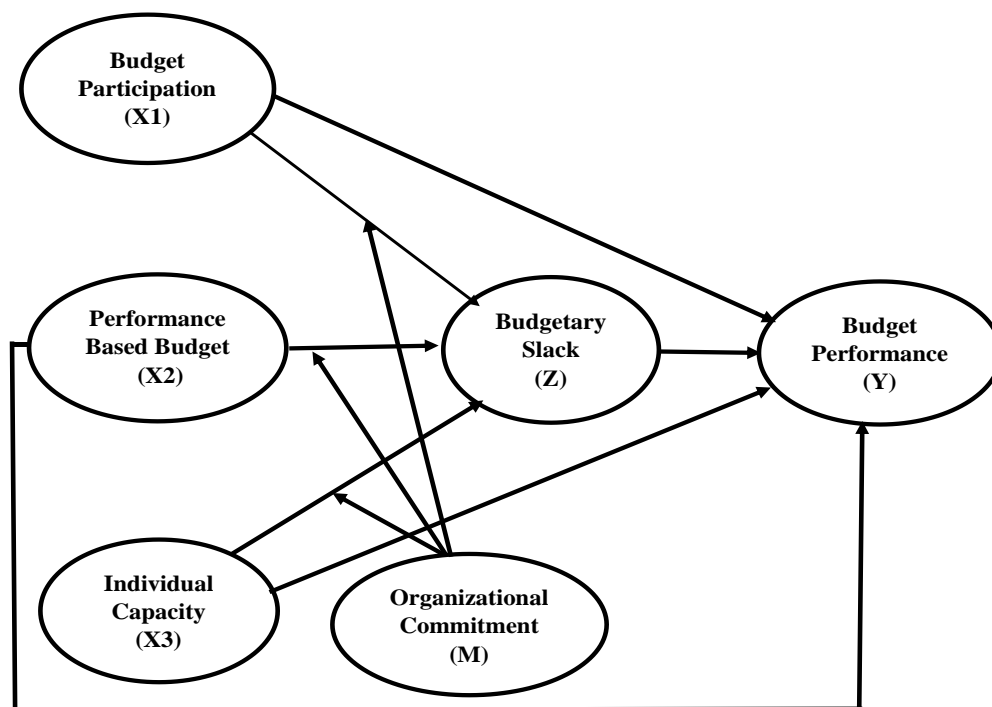 Budget
Participation
(X1)
Performance
Based Budget
(X2)
Budgetary
Slack
(Z)
Budget
Performance
(Y)
Individual
Capacity
(X3)
Organizational
Commitment
(M)